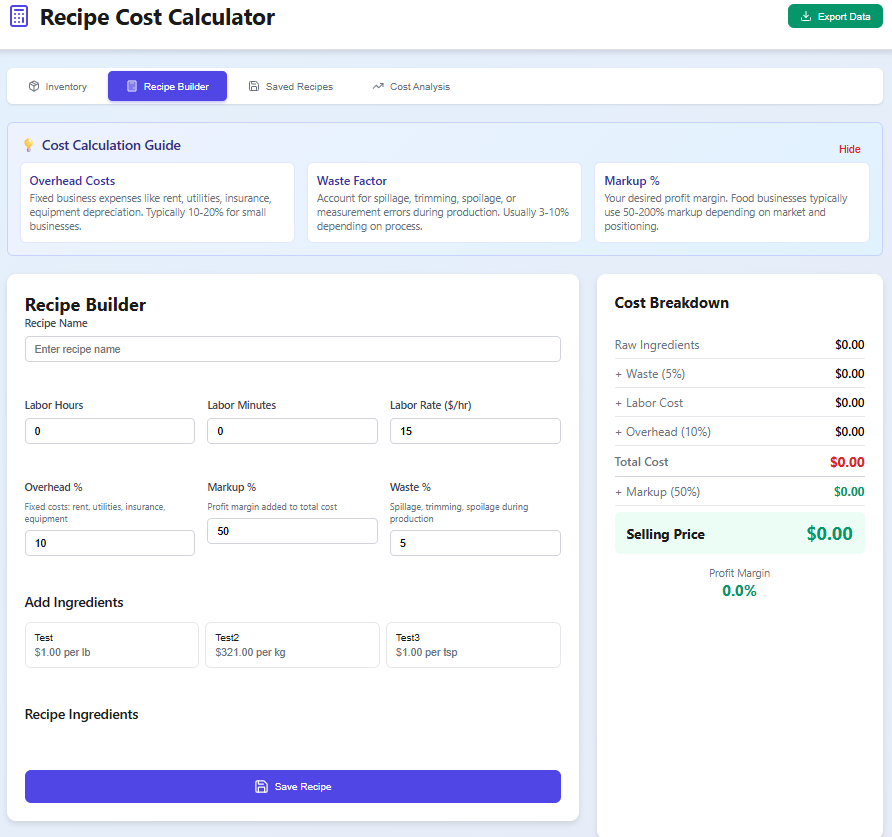 Recipe Cost Calculator
Export Data
Inventory
Recipe Builder
Saved Recipes
Cost Analysis
Cost Calculation Guide
Hide
Overhead Costs
Fixed business expenses like rent, utilities, insurance,
equipment depreciation. Typically 10-20% for small
businesses.
Waste Factor
Account for spillage, trimming, spoilage, or
measurement errors during production. Usually 3-10%
depending on process.
Markup %
Your desired profit margin. Food businesses typically
use 50-200% markup depending on market and
positioning.
Recipe Builder
Recipe Name
Enter recipe name
Labor Hours
0
Labor Minutes
0
Labor Rate ($/hr)
15
Overhead %
Fixed costs: rent, utilities, insurance,
equipment
10
Markup %
Profit margin added to total cost
50
Waste %
Spillage, trimming, spoilage during
production
5
Add Ingredients
Test
$1.00 per lb
Test2
$321.00 per kg
Test3
$1.00 per tsp
Recipe Ingredients
Save Recipe
Cost Breakdown
Raw Ingredients $0.00
+ Waste (5%) $0.00
+ Labor Cost $0.00
+ Overhead (10%) $0.00
Total Cost $0.00
+ Markup (50%) $0.00
Selling Price $0.00
Profit Margin
0.0%